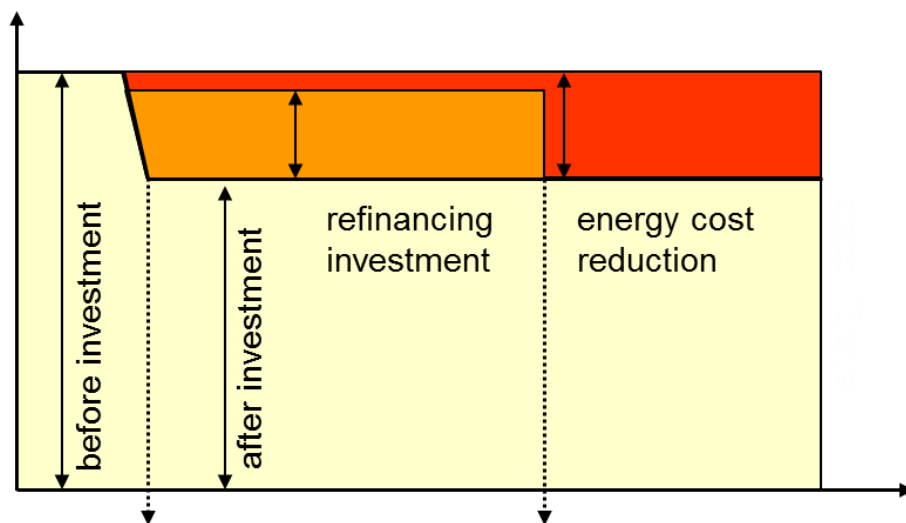 before investment
after investment
refinancing
investment
energy cost
reduction